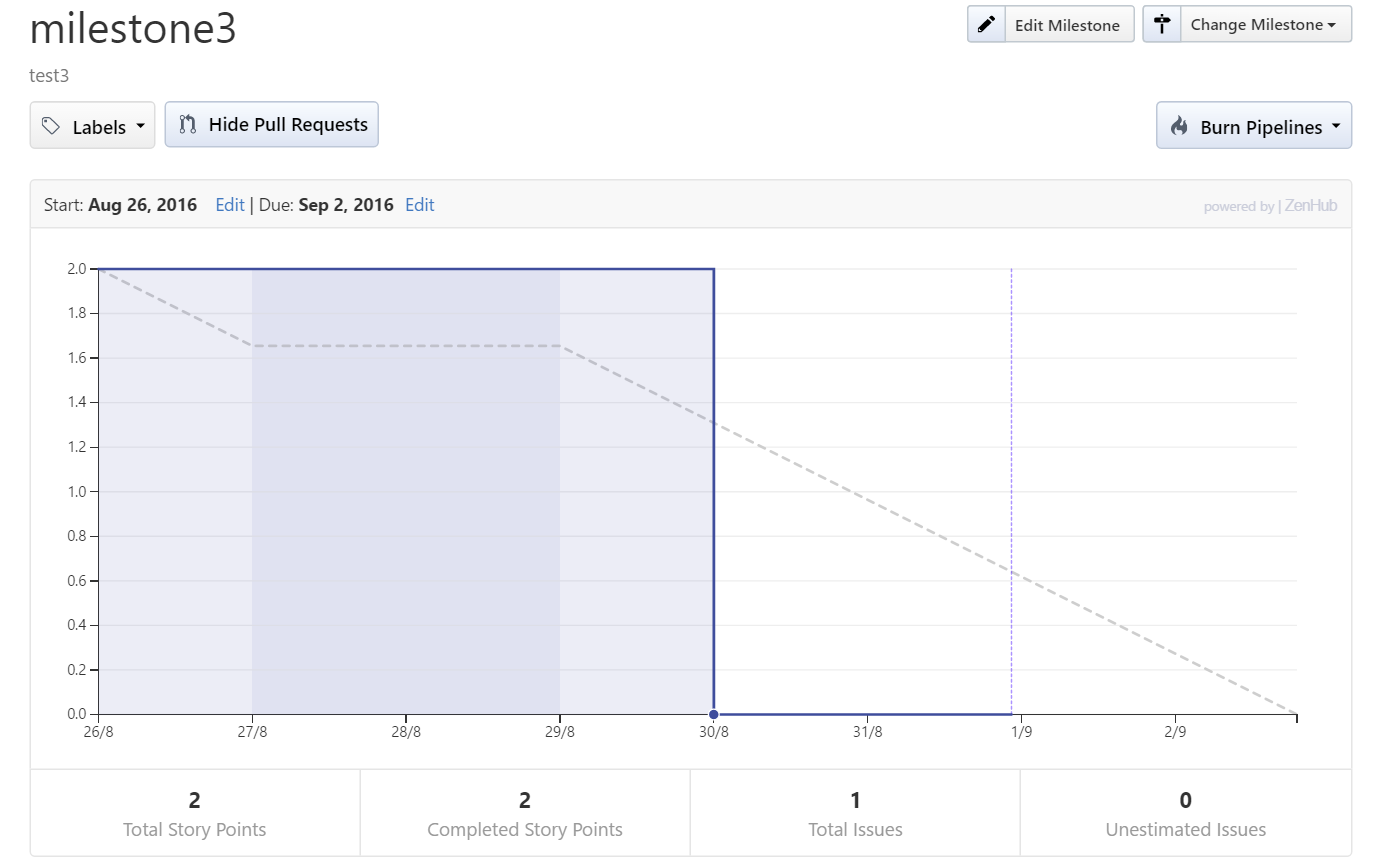 milestone3
Edit Milestone
Change Milestone
test3
Labels
Hide Pull Requests
Burn Pipelines
Start: Aug 26, 2016 Edit | Due: Sep 2, 2016 Edit
powered by | ZenHub
2.0
1.8
1.6
1.4
1.2
1.0
0.8
0.6
0.4
0.2
0.0
26/8 27/8 28/8 29/8 30/8 31/8 1/9 2/9
2 2 1 0
Total Story Points Completed Story Points Total Issues Unestimated Issues